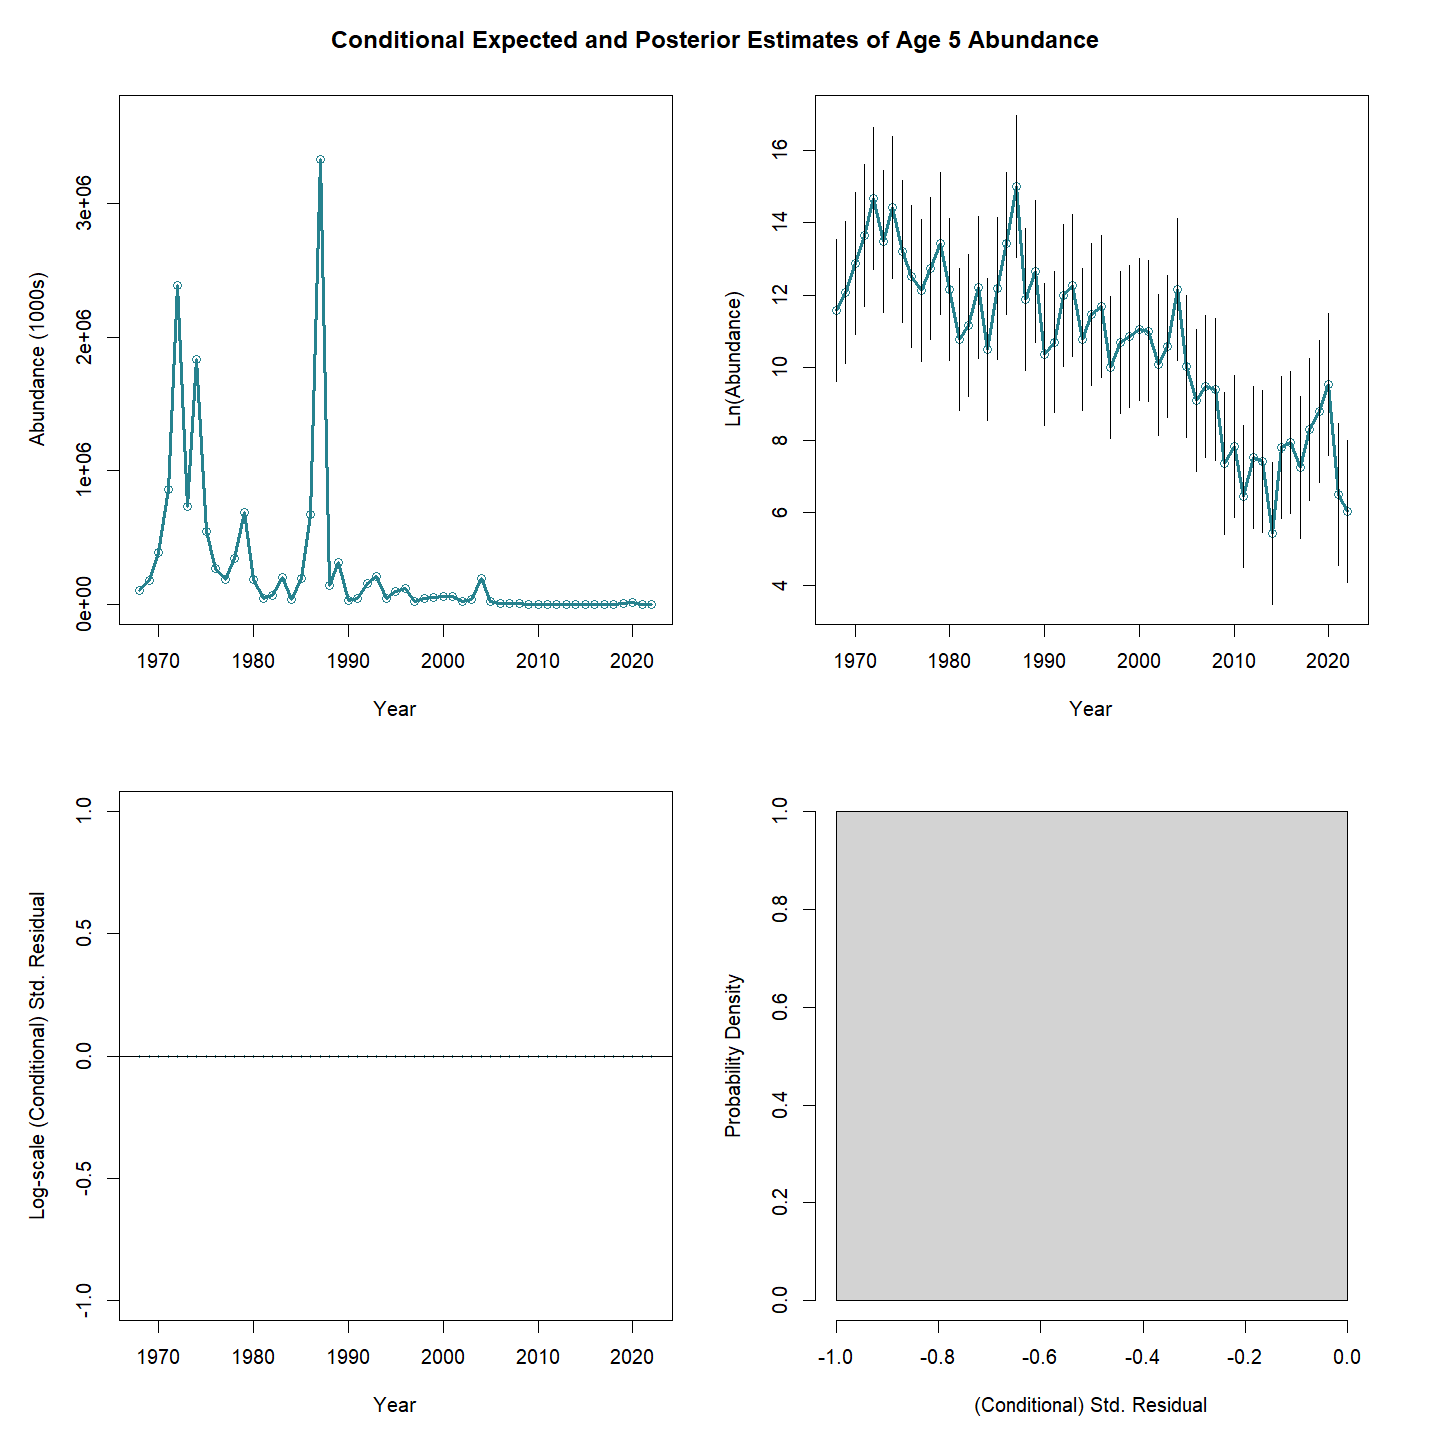 Conditional Expected and Posterior Estimates of Age 5 Abundance
Abundance (1000s)
3e+06
2e+06
1e+06
0e+00
1970 1980 1990 2000 2010 2020
Year
Ln(Abundance)
16
14
12
10
8
6
4
1970 1980 1990 2000 2010 2020
Year
Log-scale (Conditional) Std. Residual
1.0
0.5
0.0
-0.5
-1.0
1970 1980 1990 2000 2010 2020
Year
Probability Density
1.0
0.8
0.6
0.4
0.2
0.0
-1.0 -0.8 -0.6 -0.4 -0.2 0.0
(Conditional) Std. Residual